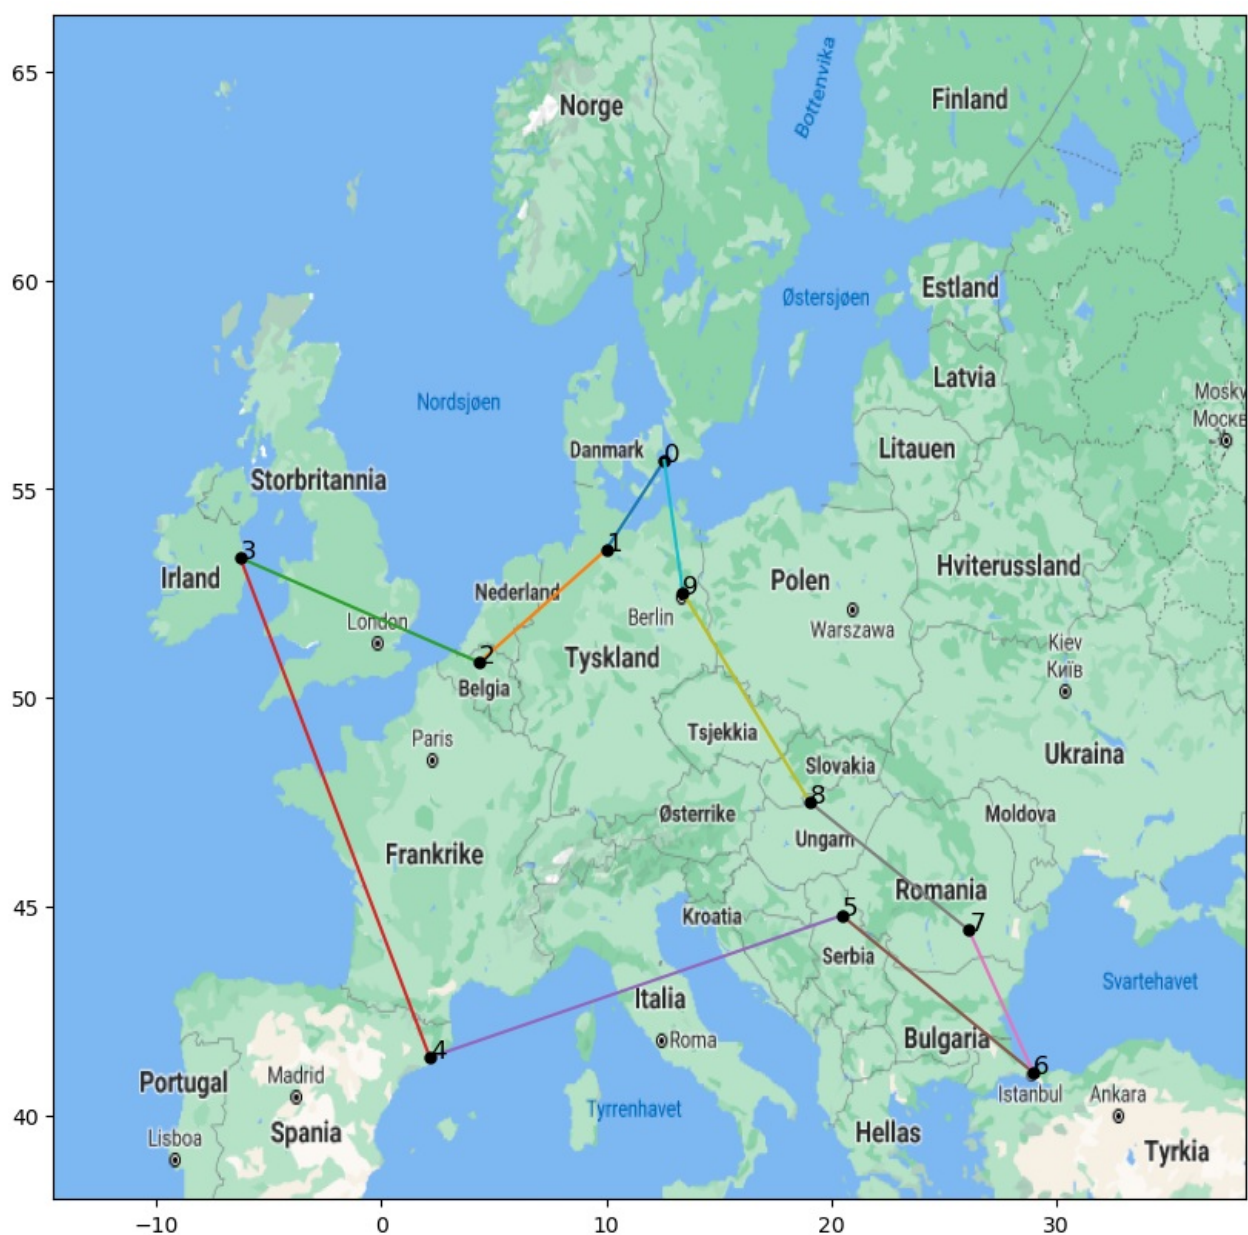 65
Bottenvika
Norge
Finland
60
Østersjøen
Estland
Latvia
Nordsjøen
Moskv
Моске
Danmark
0
Litauen
55
Storbritannia
3
1
Irland
Nederland
9
Polen
Hviterussland
Berlin
London
Warszawa
2
Tyskland
Kiev
Київ
Belgia
50
Paris
Tsjekkia
Ukraina
Slovakia
8
Østerrike
Moldova
Ungarn
Frankrike
Romania
45
5
Kroatia
7
Serbia
Svartehavet
Italia
Bulgaria
Roma
4
6
Madrid
Istanbul
Ankara
Portugal
Tyrrenhavet
40
Spania
Hellas
Lisboa
Tyrkia
−10
0
10
20
30